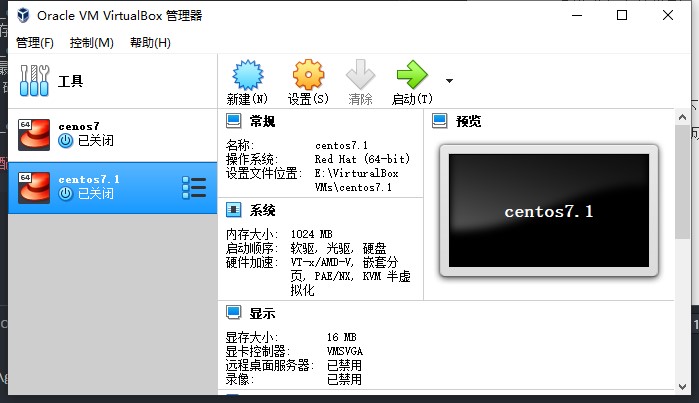 Oracle VM VirtualBox 管理器
管理(F) 控制(M) 帮助(H)
工具
新建(N) 设置(S) 清除 启动(T)
64
cenos7
已关闭
64
centos7.1
已关闭
常规
名称: centos7.1
操作系统: Red Hat (64-bit)
设置文件位置: E:\VirturalBox
VMs\centos7.1
预览
centos7.1
系统
内存大小: 1024 MB
启动顺序: 软驱, 光驱, 硬盘
硬件加速: VT-x/AMD-V, 嵌套分
页, PAE/NX, KVM 半虚
拟化
显示
显存大小: 16 MB
显卡控制器: VMSVGA
远程桌面服务器: 已禁用
录像: 已禁用